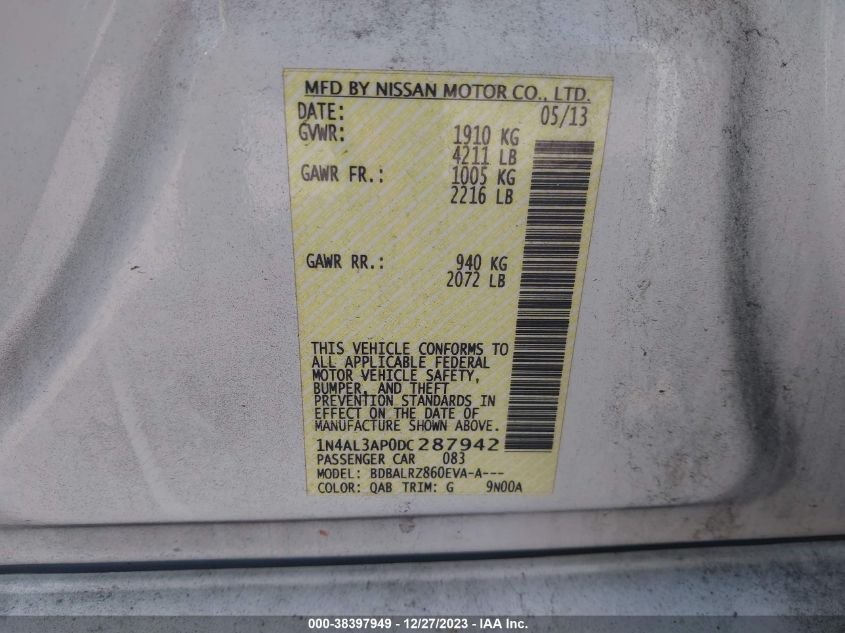 MFD BY NISSAN MOTOR CO., LTD.
DATE: 05/13
GVWR: 1910 KG
4211 LB
GAWR FR.: 1005 KG
2216 LB
GAWR RR.: 940 KG
2072 LB
THIS VEHICLE CONFORMS TO
ALL APPLICABLE FEDERAL
MOTOR VEHICLE SAFETY,
BUMPER, AND THEFT
PREVENTION STANDARDS IN
EFFECT ON THE DATE OF
MANUFACTURE SHOWN ABOVE.
1N4AL3AP0DC287942
PASSENGER CAR 083
MODEL: BDBALRZ860EVA-A---
COLOR: QAB TRIM: G 9N00A
000-38397949 - 12/27/2023 - IAA Inc.